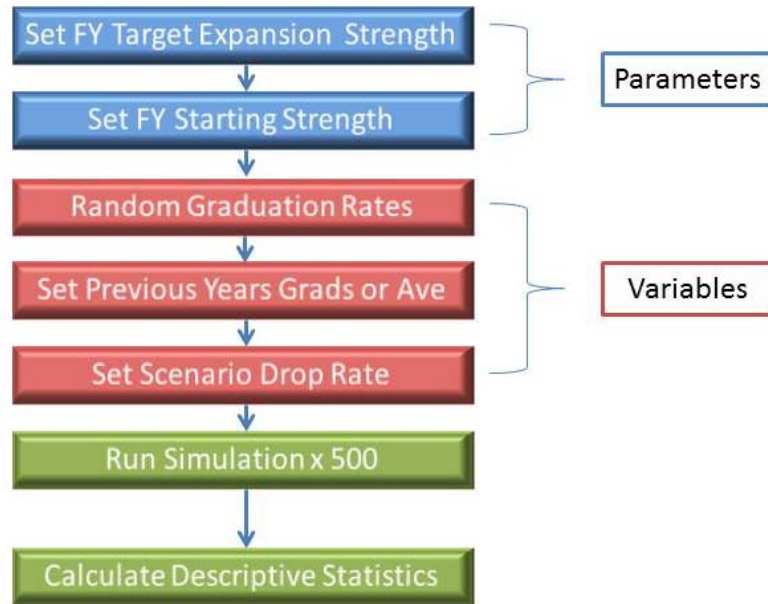 Set FY Target Expansion Strength
Parameters
Set FY Starting Strength
Random Graduation Rates
Set Previous Years Grads or Ave
Variables
Set Scenario Drop Rate
Run Simulation x 500
Calculate Descriptive Statistics